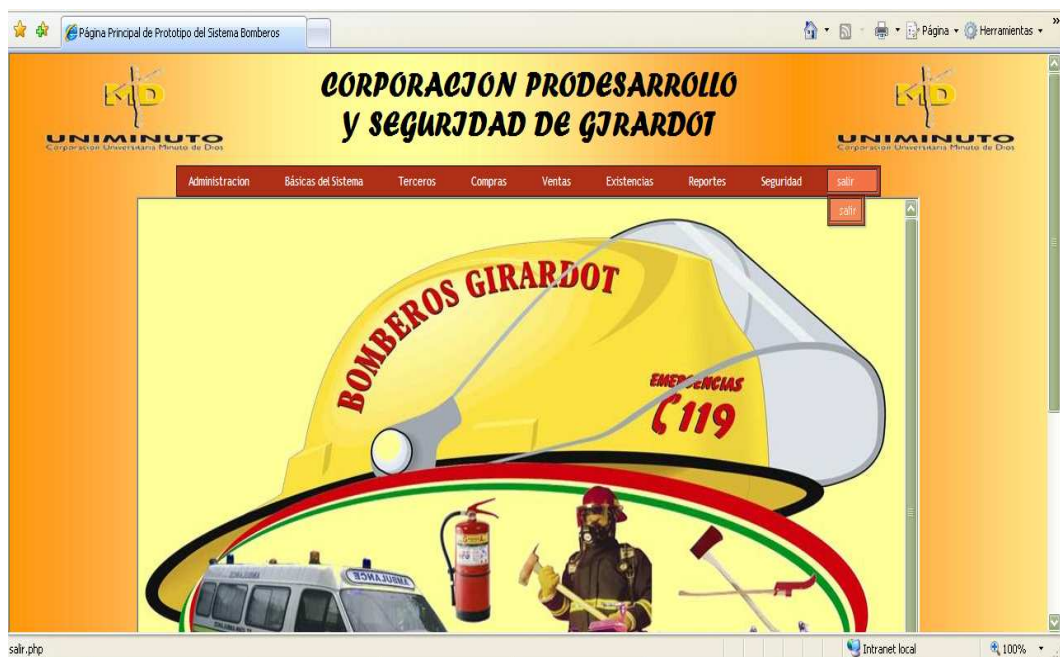 Página Principal de Prototipo del Sistema Bomberos
Página
Herramientas
»
CORPORACION PRODESARROLLO
Y SEGURIDAD DE GIRARDOT
MD
UNIMINUTO
Corporación Universitaria Minuto de Dios
MD
UNIMINUTO
Corporación Universitaria Minuto de Dios
Administracion Básicas del Sistema Terceros Compras Ventas Existencias Reportes Seguridad salir
salir
BOMBEROS GIRARDOT
EMERGENCIAS
119
AMBULANCE
salir.php
Intranet local
100%